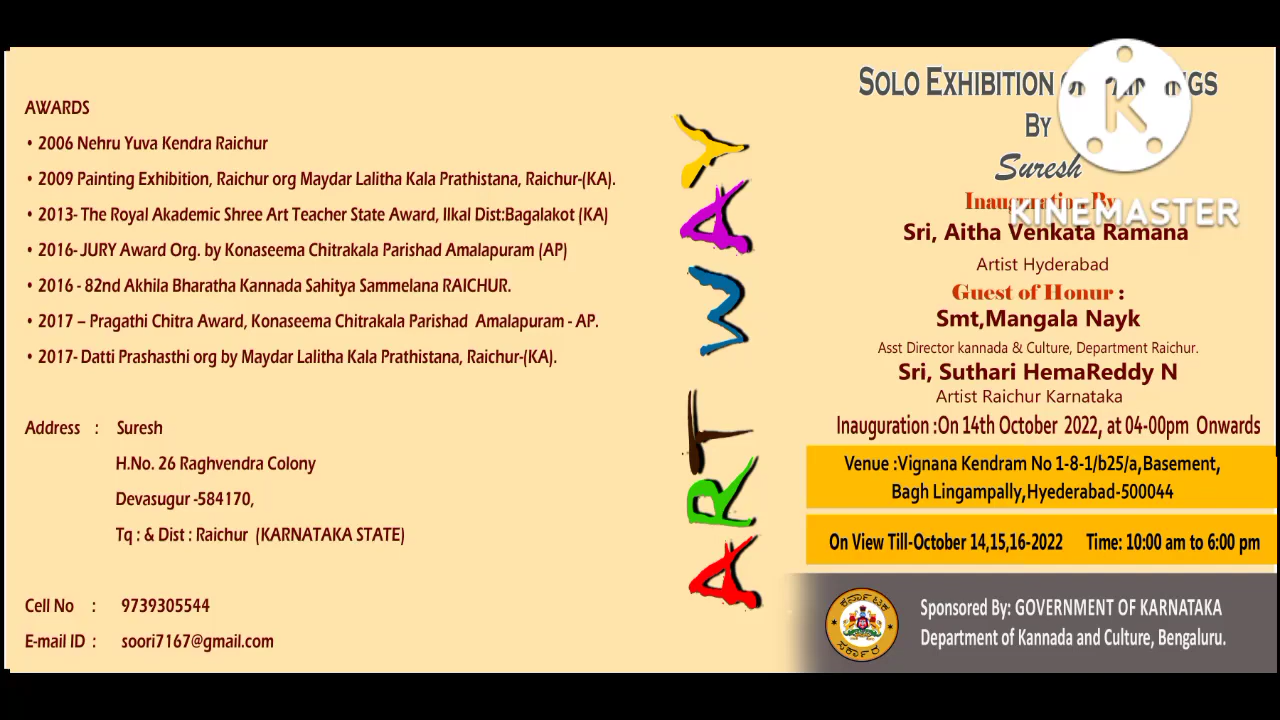 AWARDS
• 2006 Nehru Yuva Kendra Raichur
• 2009 Painting Exhibition, Raichur org Maydar Lalitha Kala Prathistana, Raichur-(KA).
• 2013- The Royal Akademic Shree Art Teacher State Award, Ilkal Dist:Bagalakot (KA)
• 2016- JURY Award Org. by Konaseema Chitrakala Parishad Amalapuram (AP)
• 2016 - 82nd Akhila Bharatha Kannada Sahitya Sammelana RAICHUR.
• 2017 – Pragathi Chitra Award, Konaseema Chitrakala Parishad Amalapuram - AP.
• 2017- Datti Prashasthi org by Maydar Lalitha Kala Prathistana, Raichur-(KA).
Address : Suresh
H.No. 26 Raghvendra Colony
Devasugur -584170,
Tq : & Dist : Raichur (KARNATAKA STATE)
Cell No : 9739305544
E-mail ID : soori7167@gmail.com
ART WAY
SOLO EXHIBITION
BY
Suresh
Inauguration By
KINEMASTER
Sri, Aitha Venkata Ramana
Artist Hyderabad
Guest of Honur :
Smt,Mangala Nayk
Asst Director kannada & Culture, Department Raichur.
Sri, Suthari HemaReddy N
Artist Raichur Karnataka
Inauguration :On 14th October 2022, at 04-00pm Onwards
Venue :Vignana Kendram No 1-8-1/b25/a,Basement,
Bagh Lingampally,Hyederabad-500044
On View Till-October 14,15,16-2022 Time: 10:00 am to 6:00 pm
Sponsored By: GOVERNMENT OF KARNATAKA
Department of Kannada and Culture, Bengaluru.